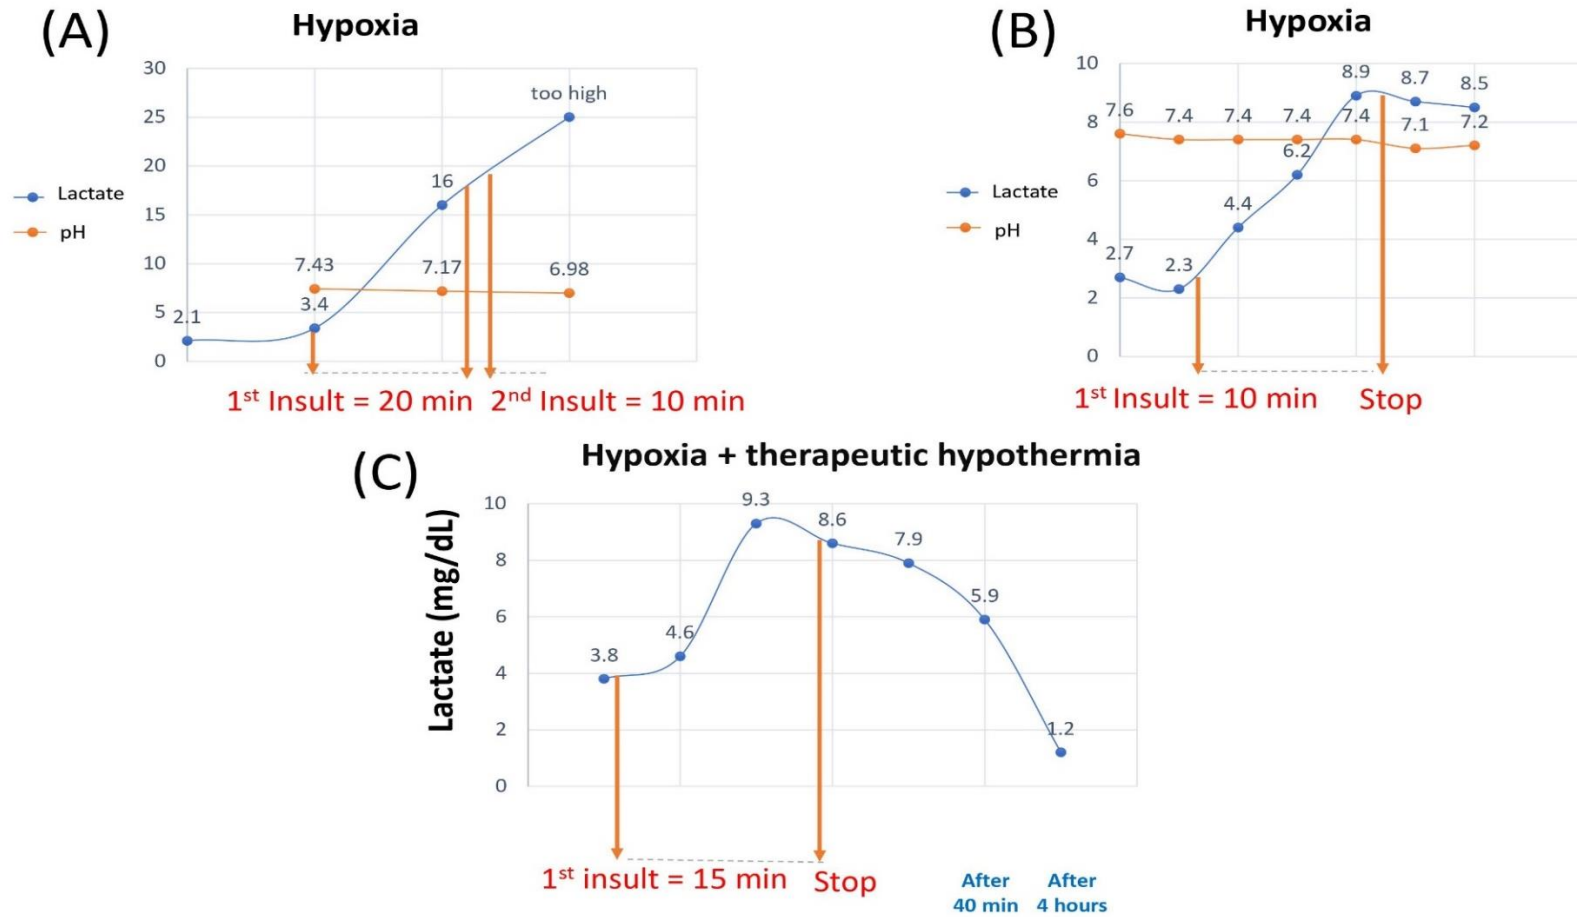 (A)
Hypoxia
30
25
20
15
10
5
0
too high
16
7.43
7.17
6.98
3.4
2.1
Lactate
pH
1st Insult = 20 min
2nd Insult = 10 min
(B)
Hypoxia
10
8
6
4
2
0
7.6
7.4
7.4
7.4
7.4
7.1
7.2
2.7
2.3
4.4
6.2
8.9
8.7
8.5
Lactate
pH
1st Insult = 10 min
Stop
(C)
Hypoxia + therapeutic hypothermia
Lactate (mg/dL)
10
8
6
4
2
0
3.8
4.6
9.3
8.6
7.9
5.9
1.2
1st insult = 15 min
Stop
After
40 min
After
4 hours